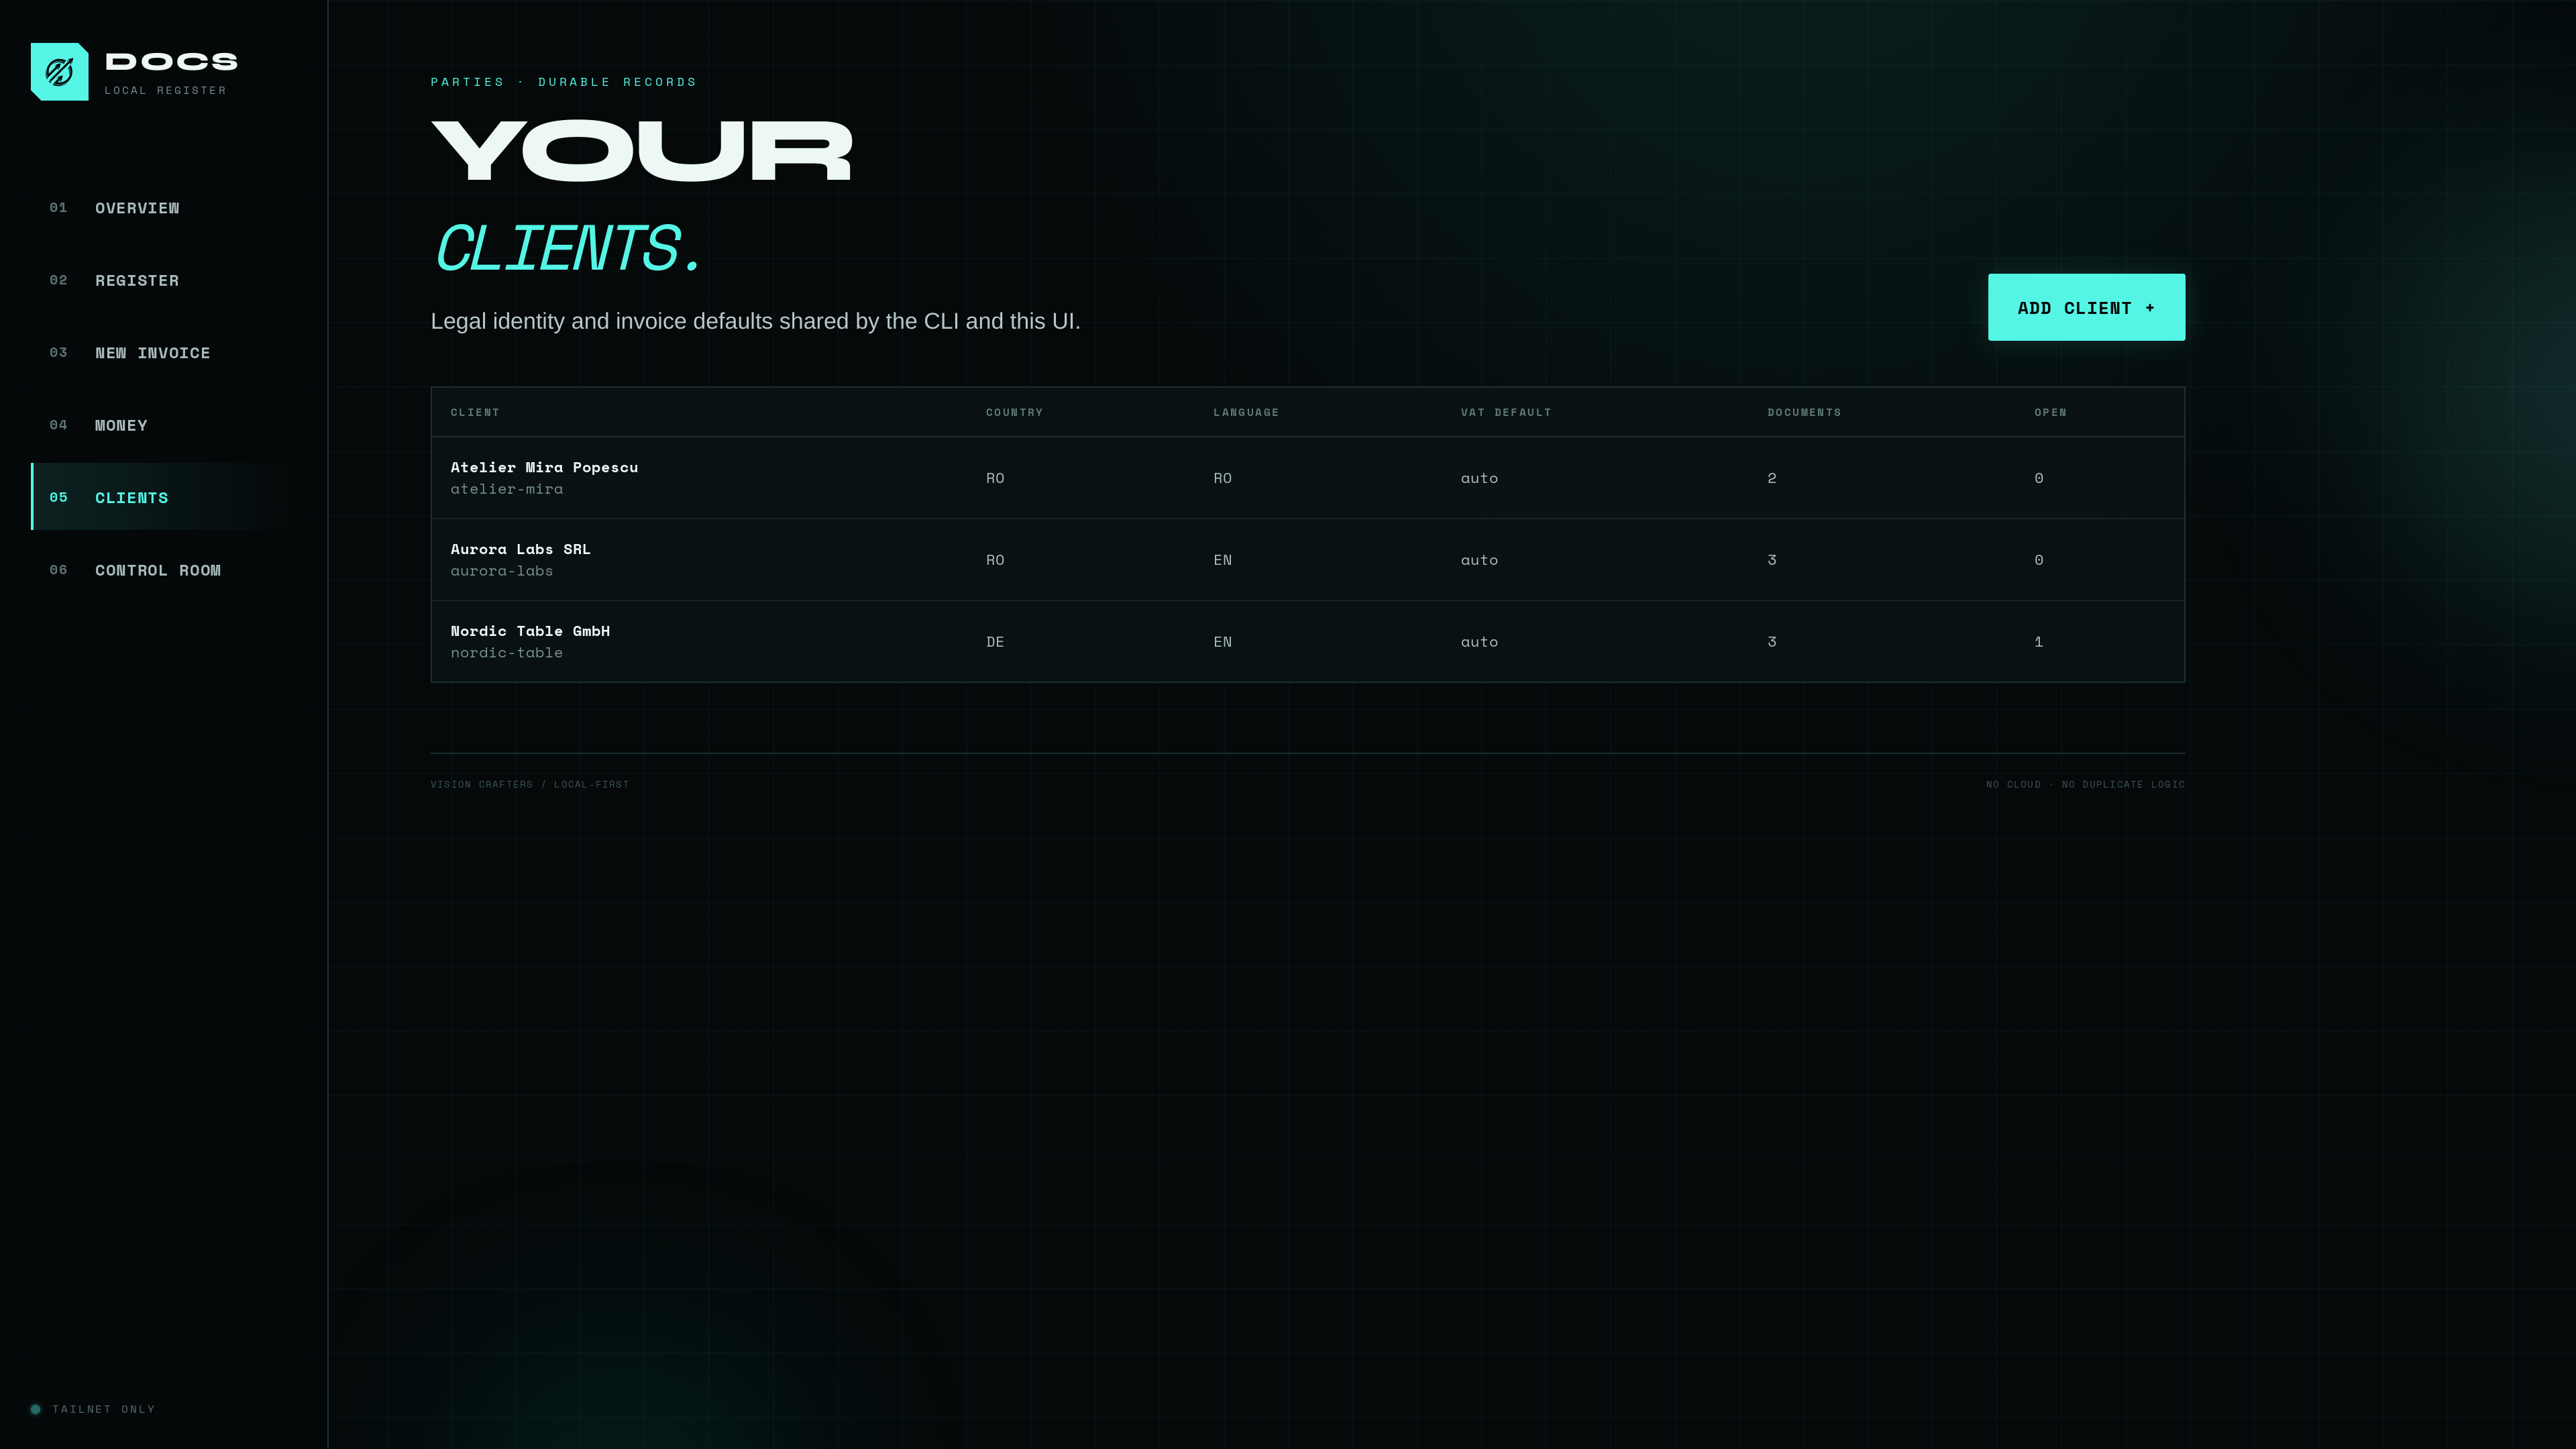 DOCS
LOCAL REGISTER
01 OVERVIEW
02 REGISTER
03 NEW INVOICE
04 MONEY
05 CLIENTS
06 CONTROL ROOM
TAILNET ONLY
PARTIES · DURABLE RECORDS
YOUR
CLIENTS.
Legal identity and invoice defaults shared by the CLI and this UI.
ADD CLIENT +
CLIENT COUNTRY LANGUAGE VAT DEFAULT DOCUMENTS OPEN
Atelier Mira Popescu
atelier-mira RO RO auto 2 0
Aurora Labs SRL
aurora-labs RO EN auto 3 0
Nordic Table GmbH
nordic-table DE EN auto 3 1
VISION CRAFTERS / LOCAL-FIRST
NO CLOUD · NO DUPLICATE LOGIC